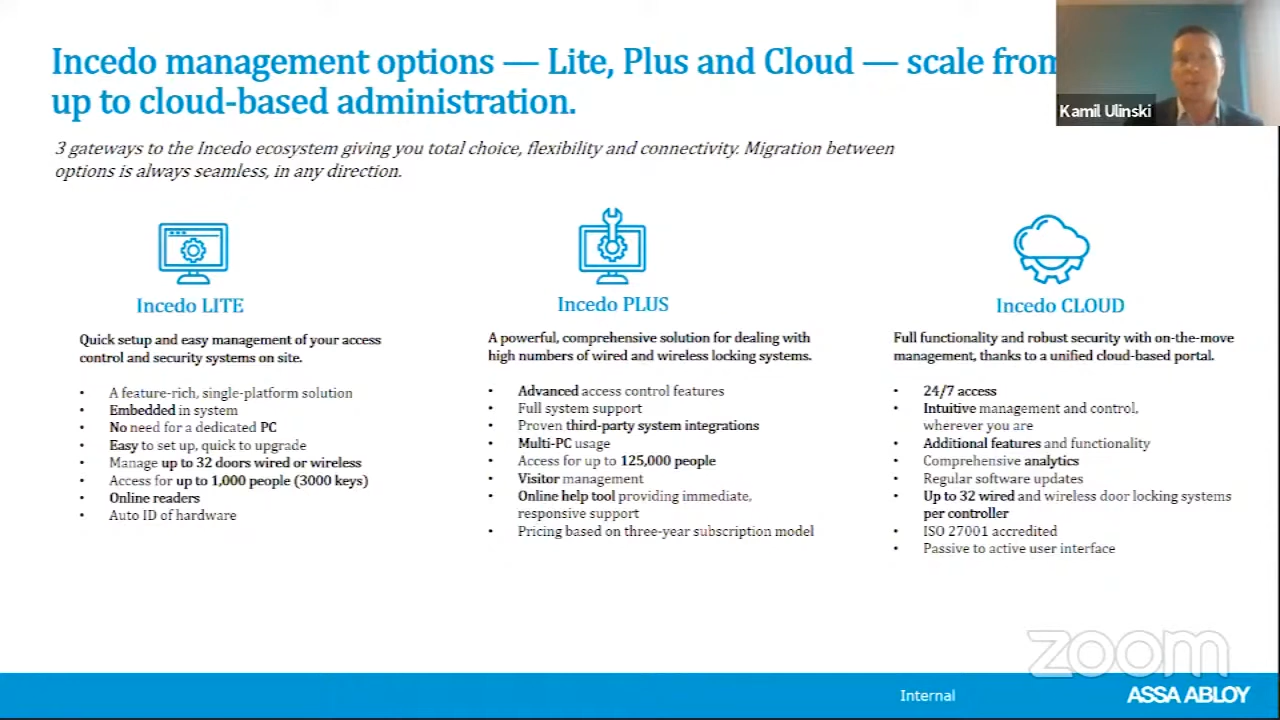 Incedo management options — Lite, Plus and Cloud — scale from
up to cloud-based administration.
Kamil Ulinski
3 gateways to the Incedo ecosystem giving you total choice, flexibility and connectivity. Migration between
options is always seamless, in any direction.
Incedo LITE
Quick setup and easy management of your access
control and security systems on site.
• A feature-rich, single-platform solution
• Embedded in system
• No need for a dedicated PC
• Easy to set up, quick to upgrade
• Manage up to 32 doors wired or wireless
• Access for up to 1,000 people (3000 keys)
• Online readers
• Auto ID of hardware
Incedo PLUS
A powerful, comprehensive solution for dealing with
high numbers of wired and wireless locking systems.
• Advanced access control features
• Full system support
• Proven third-party system integrations
• Multi-PC usage
• Access for up to 125,000 people
• Visitor management
• Online help tool providing immediate,
responsive support
• Pricing based on three-year subscription model
Incedo CLOUD
Full functionality and robust security with on-the-move
management, thanks to a unified cloud-based portal.
• 24/7 access
• Intuitive management and control,
wherever you are
• Additional features and functionality
• Comprehensive analytics
• Regular software updates
• Up to 32 wired and wireless door locking systems
per controller
• ISO 27001 accredited
• Passive to active user interface
zoom
Internal
ASSA ABLOY